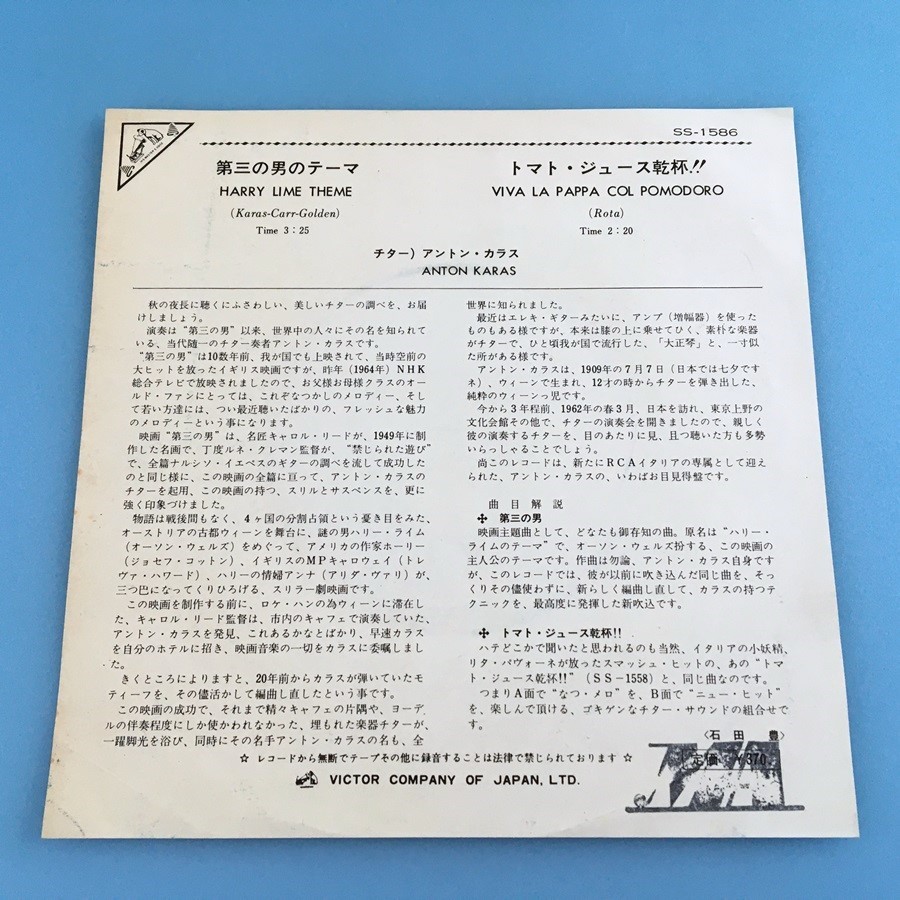 SS-1586
第三の男のテーマ
HARRY LIME THEME
(Karas-Carr-Golden)
Time 3:25
トマト・ジュース乾杯!!
VIVA LA PAPPA COL POMODORO
(Rota)
Time 2:20
チター) アントン・カラス
ANTON KARAS
秋の夜長に聴くにふさわしい、美しいチターの調べを、お届
けしましょう。
演奏は“第三の男”以来、世界中の人々にその名を知られて
いる、当代随一のチター奏者アントン・カラスです。
“第三の男”は10数年前、我が国でも上映されて、当時空前の
大ヒットを放ったイギリス映画ですが、昨年(1964年)NHK
総合テレビで放映されましたので、お父様お母様クラスのオー
ルド・ファンにとっては、これぞなつかしのメロディー、そし
て若い方達には、つい最近聴いたばかりの、フレッシュな魅力
のメロディーという事になります。
映画“第三の男”は、名匠キャロル・リードが、1949年に制
作した名画で、丁度ルネ・クレマン監督が、“禁じられた遊び”
で、全篇ナルシソ・イエペスのギターの調べを流して成功した
のと同じ様に、この映画の全篇に亘って、アントン・カラスの
チターを起用、この映画の持つ、スリルとサスペンスを、更に
強く印象づけました。
物語は戦後間もなく、4ヶ国の分割占領という憂き目をみた、
オーストリアの古都ウィーンを舞台に、謎の男ハリー・ライム
(オーソン・ウェルズ)をめぐって、アメリカの作家ホーリー
(ジョセフ・コットン)、イギリスのMPキャロウェイ(トレ
ヴァ・ハワード)、ハリーの情婦アンナ(アリダ・ヴァリ)が、
三つ巴になってくりひろげる、スリラー劇映画です。
この映画を制作する前に、ロケ・ハンの為ウィーンに滞在し
た、キャロル・リード監督は、市内のキャフェで演奏していた、
アントン・カラスを発見、これあるかなとばかり、早速カラス
を自分のホテルに招き、映画音楽の一切をカラスに委嘱しまし
た。
きくところによりますと、20年前からカラスが弾いていたモ
ティーフを、その儘活かして編曲し直したという事です。
この映画の成功で、それまで精々キャフェの片隅や、ヨーデ
ルの伴奏程度にしか使かわれなかった、埋もれた楽器チターが、
一躍脚光を浴び、同時にその名手アントン・カラスの名も、全
世界に知られました。
最近はエレキ・ギターみたいに、アンプ(増幅器)を使った
ものもある様ですが、本来は膝の上に乗せてひく、素朴な楽器
がチターで、ひと頃我が国で流行した、「大正琴」と、一寸似
た所がある様です。
アントン・カラスは、1909年の7月7日(日本では七夕です
ネ)、ウィーンで生まれ、12才の時からチターを弾き出した、
純粋のウィーンっ児です。
今から3年程前、1962年の春3月、日本を訪れ、東京上野の
文化会館その他で、チターの演奏会を開きましたので、親しく
彼の演奏するチターを、目のあたりに見、且つ聴いた方も多勢
いらっしゃることでしょう。
尚このレコードは、新たにRCAイタリアの専属として迎え
られた、アントン・カラスの、いわばお目見得盤です。
曲目解説
✣ 第三の男
映画主題曲として、どなたも御存知の曲。原名は“ハリー・
ライムのテーマ”で、オーソン・ウェルズ扮する、この映画の
主人公のテーマです。作曲は勿論、アントン・カラス自身です
が、このレコードでは、彼が以前に吹き込んだ同じ曲を、そっ
くりその儘使わずに、新らしく編曲し直して、カラスの持つテ
クニックを、最高度に発揮した新吹込です。
✣ トマト・ジュース乾杯!!
ハテどこかで聞いたと思われるのも当然、イタリアの小妖精、
リタ・パヴォーネが放ったスマッシュ・ヒットの、あの“トマ
ト・ジュース乾杯!!”(SS-1558)と、同じ曲なのです。
つまりA面で“なつ・メロ”を、B面で“ニュー・ヒット”
を、楽しんで頂ける、ゴキゲンなチター・サウンドの組合せで
す。
〈石田 豊〉
☆ レコードから無断でテープその他に録音することは法律で禁じられております ☆
定価 ¥370
VICTOR COMPANY OF JAPAN, LTD.